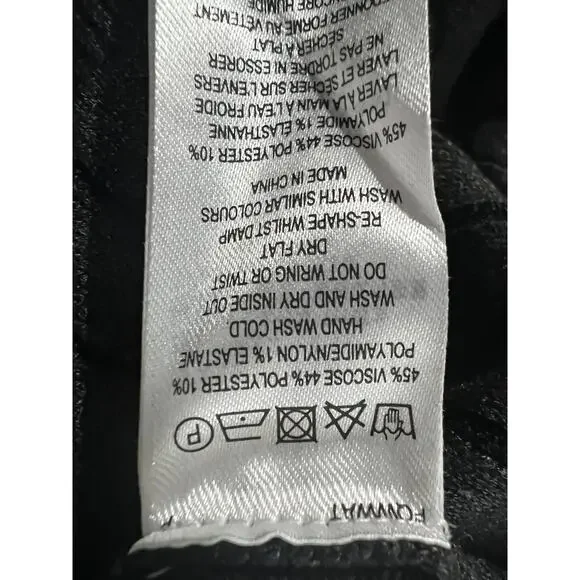 P
45% VISCOSE 44% POLYESTER 10%
POLYAMIDE/NYLON 1% ELASTANE
HAND WASH COLD.
WASH AND DRY INSIDE OUT
DO NOT WRING OR TWIST
DRY FLAT
RE-SHAPE WHILST DAMP
WASH WITH SIMILAR COLOURS
MADE IN CHINA
45% VISCOSE 44% POLYESTER 10%
POLYAMIDE 1% ELASTHANNE
LAVER À LA MAIN A L'EAU FROIDE
LAVER ET SÉCHER SUR L'ENVERS
NE PAS TORDRE NI ESSORER
SÉCHER A PLAT
FORME AU VÊTEMENT
HUMIDE